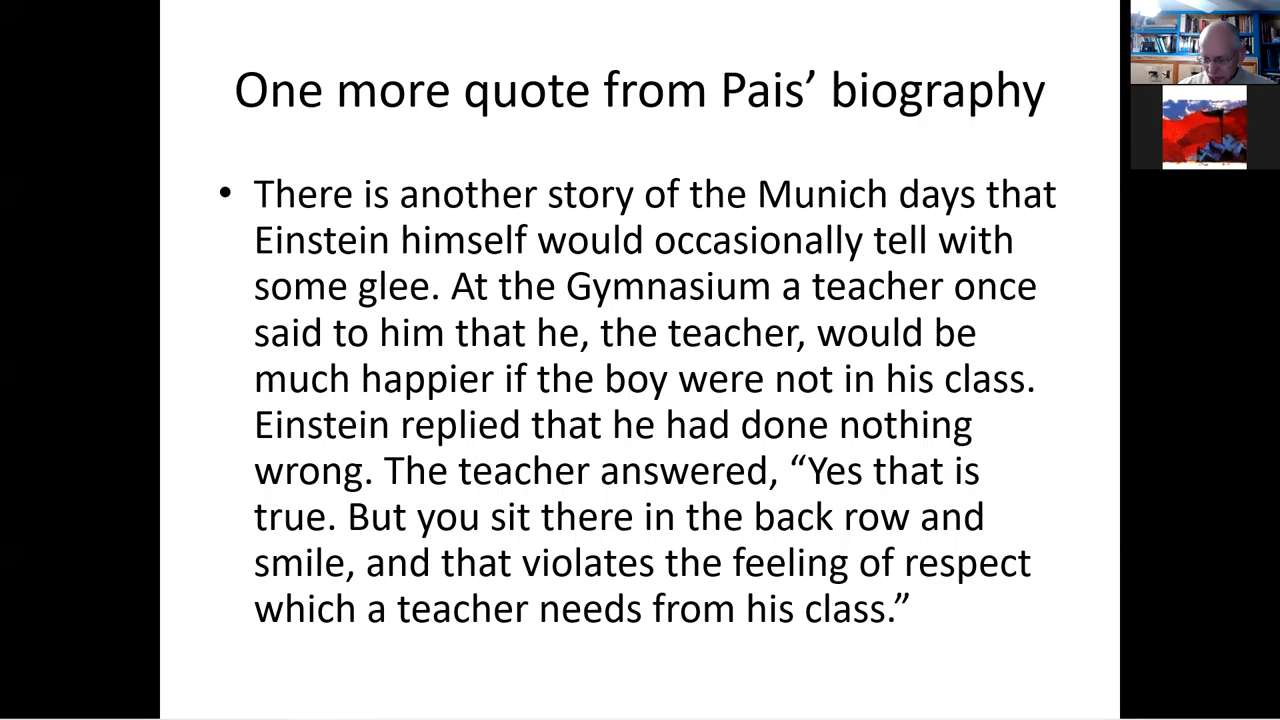 One more quote from Pais’ biography
• There is another story of the Munich days that
Einstein himself would occasionally tell with
some glee. At the Gymnasium a teacher once
said to him that he, the teacher, would be
much happier if the boy were not in his class.
Einstein replied that he had done nothing
wrong. The teacher answered, “Yes that is
true. But you sit there in the back row and
smile, and that violates the feeling of respect
which a teacher needs from his class.”